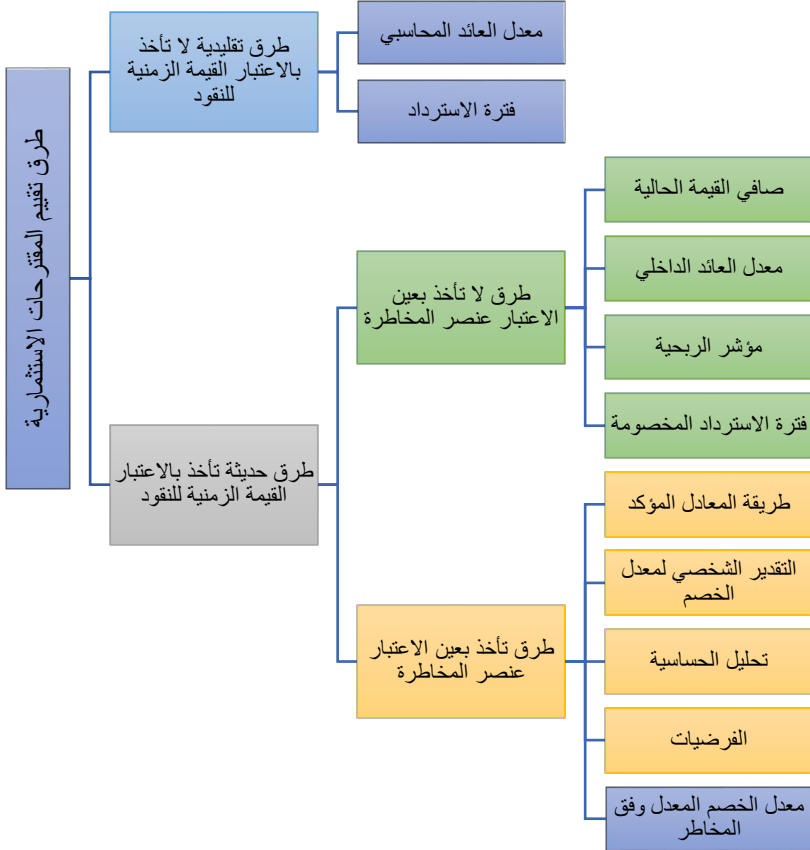 طرق تقييم المقترحات الاستثمارية
طرق تقليدية لا تأخذ
بالاعتبار القيمة الزمنية
للنقود
معدل العائد المحاسبي
فترة الاسترداد
طرق حديثة تأخذ بالاعتبار
القيمة الزمنية للنقود
طرق لا تأخذ بعين
الاعتبار عنصر المخاطرة
صافي القيمة الحالية
معدل العائد الداخلي
مؤشر الربحية
فترة الاسترداد المخصومة
طرق تأخذ بعين الاعتبار
عنصر المخاطرة
طريقة المعادل المؤكد
التقدير الشخصي لمعدل
الخصم
تحليل الحساسية
الفرضيات
معدل الخصم المعدل وفق
المخاطر